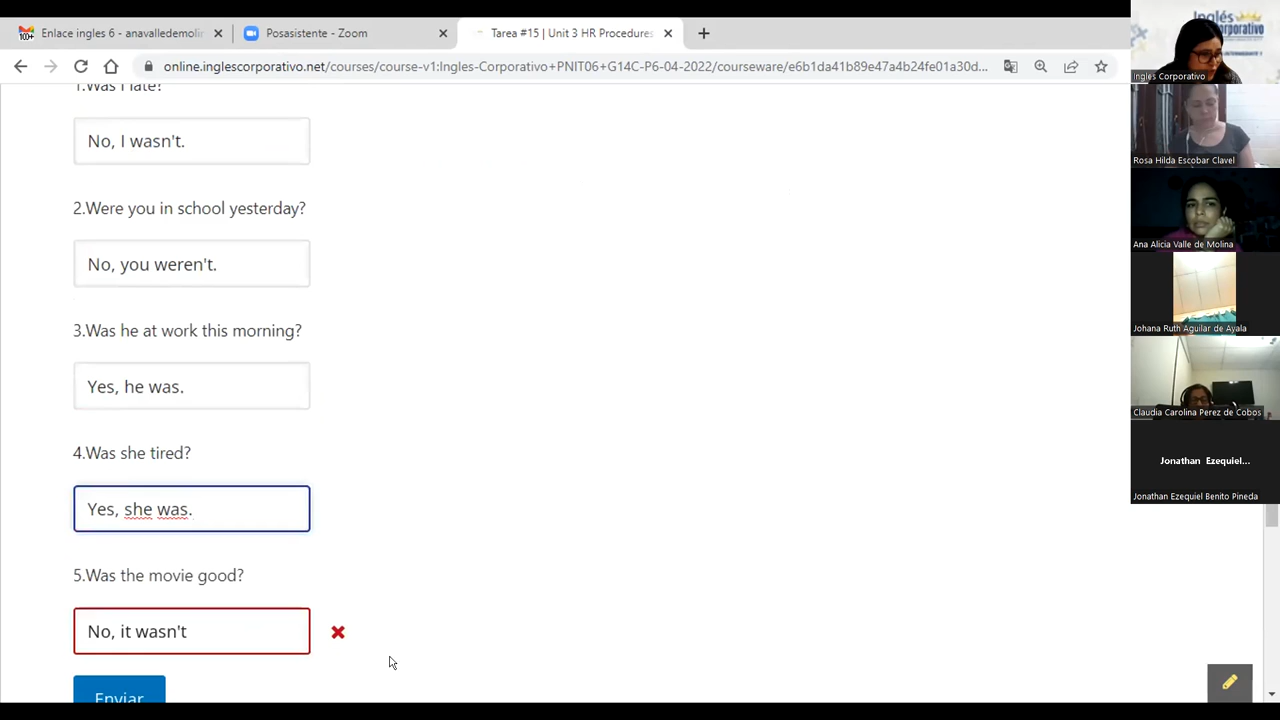 Enlace ingles 6 - anavalledemolin
Posasistente - Zoom
Tarea #15 | Unit 3 HR Procedures
online.inglescorporativo.net/courses/course-v1:Ingles-Corporativo+PNIT06+G14C-P6-04-2022/courseware/e6b1da41b89e47a4b24fe01a30d...
1.Was I late?
No, I wasn't.
2.Were you in school yesterday?
No, you weren't.
3.Was he at work this morning?
Yes, he was.
4.Was she tired?
Yes, she was.
5.Was the movie good?
No, it wasn't
Enviar
Inglés
Corporativo
Ingles Corporativo
Rosa Hilda Escobar Clavel
Ana Alicia Valle de Molina
Johana Ruth Aguilar de Ayala
Claudia Carolina Perez de Cobos
Jonathan Ezequiel...
Jonathan Ezequiel Benito Pineda